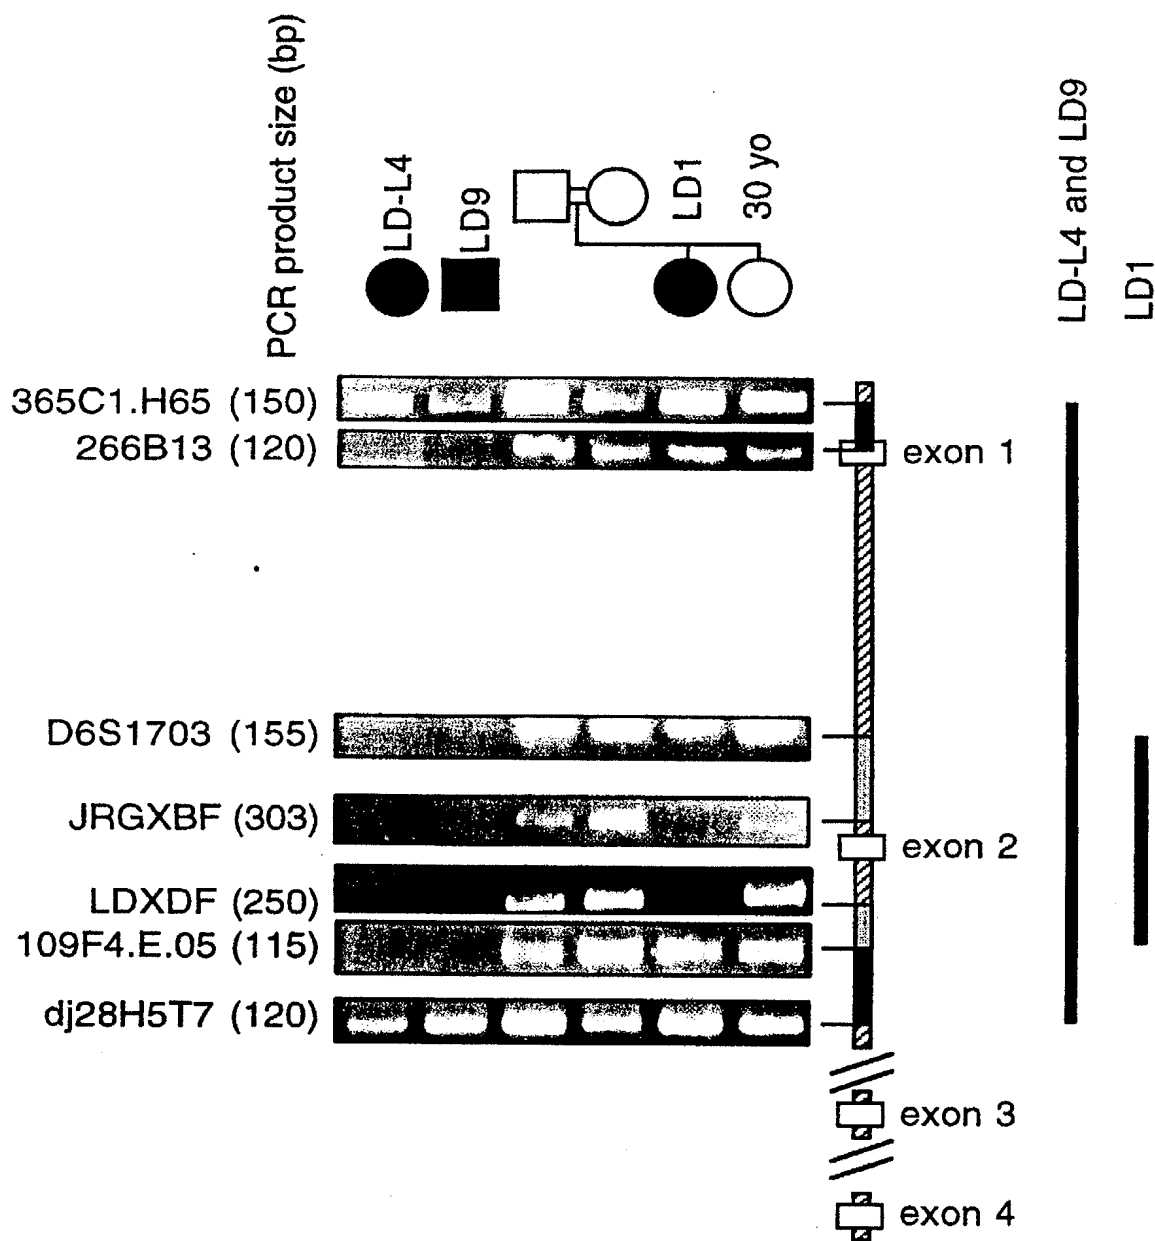 PCR product size (bp)
LD-L4
LD9
LD1
30 yo
LD-L4 and LD9
LD1
365C1.H65 (150)
266B13 (120)
exon 1
D6S1703 (155)
JRGXBF (303)
exon 2
LDXDF (250)
109F4.E.05 (115)
dj28H5T7 (120)
exon 3
exon 4